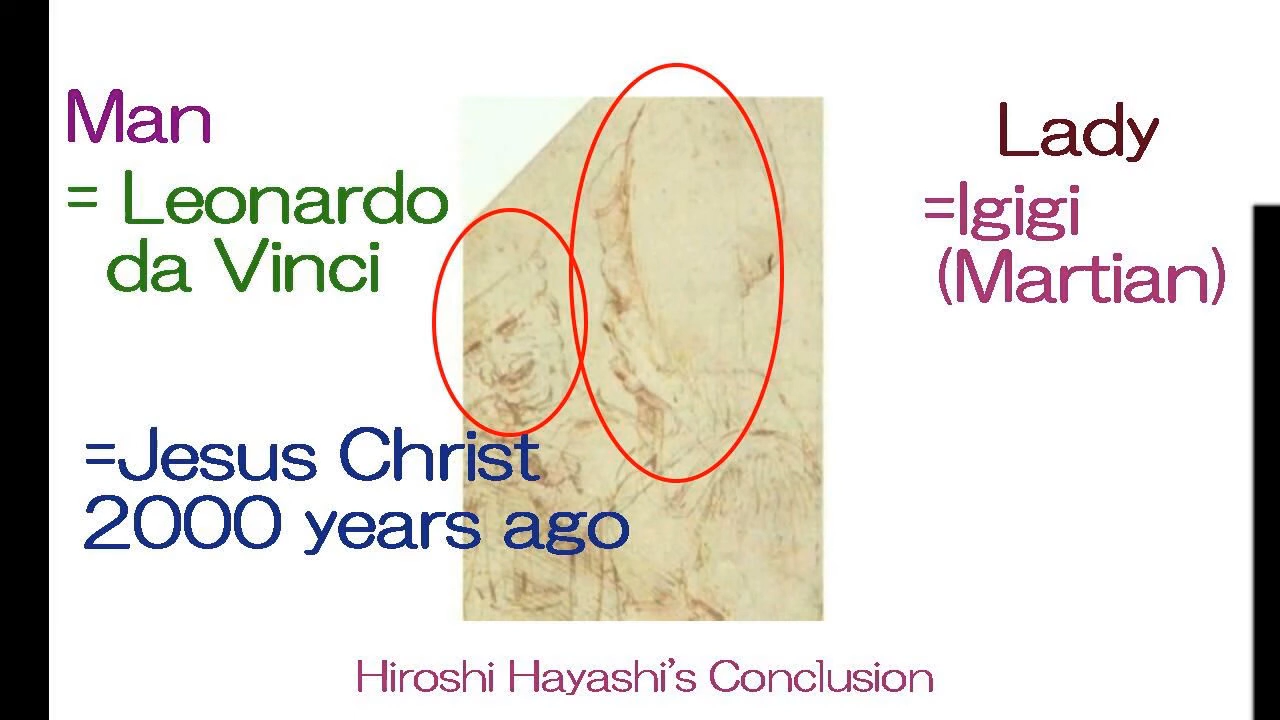 Man
= Leonardo
da Vinci
=Jesus Christ
2000 years ago
Lady
=Igigi
(Martian)
Hiroshi Hayashi's Conclusion